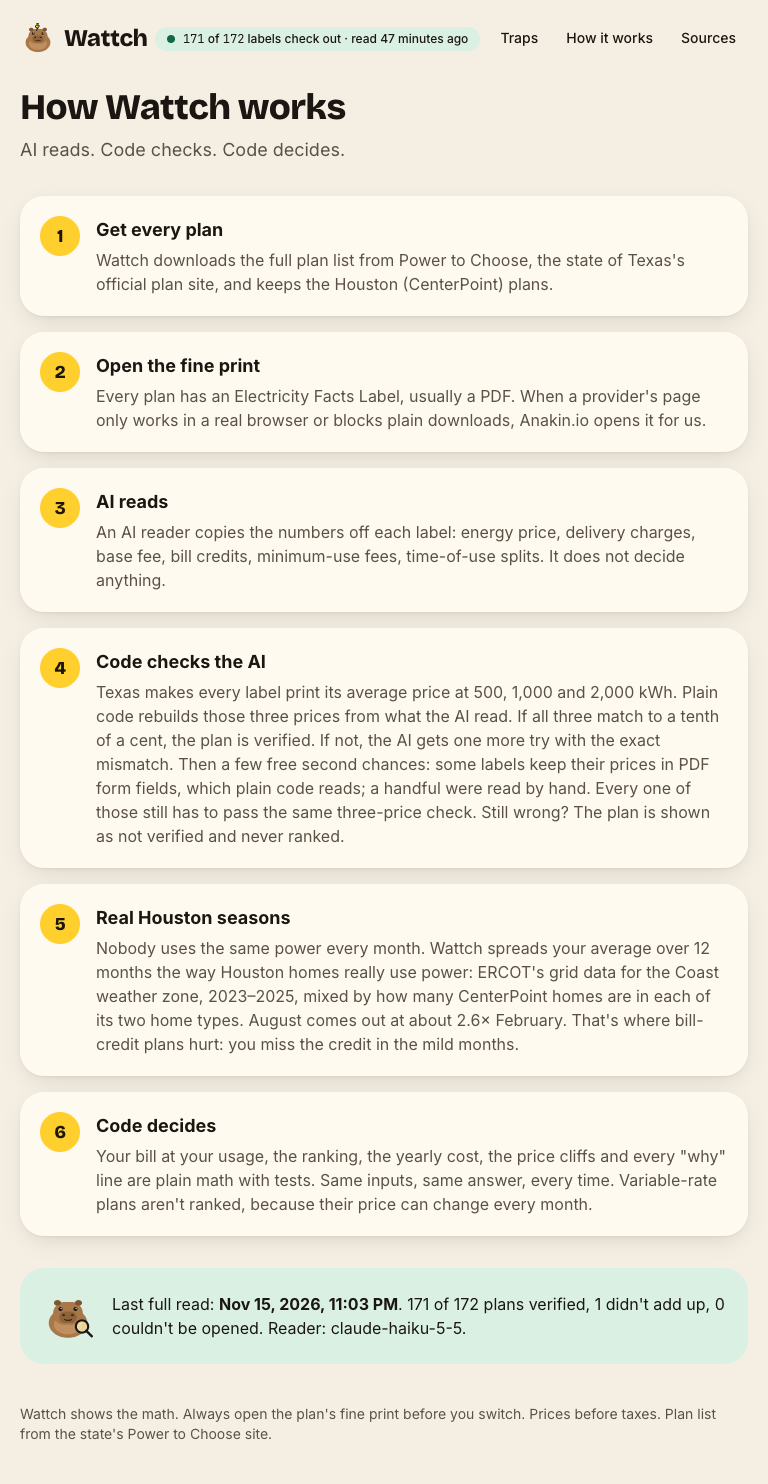 Wattch
171 of 172 labels check out · read 47 minutes ago
Traps
How it works
Sources
How Wattch works
AI reads. Code checks. Code decides.
1
Get every plan
Wattch downloads the full plan list from Power to Choose, the state of Texas's
official plan site, and keeps the Houston (CenterPoint) plans.
2
Open the fine print
Every plan has an Electricity Facts Label, usually a PDF. When a provider's page
only works in a real browser or blocks plain downloads, Anakin.io opens it for us.
3
AI reads
An AI reader copies the numbers off each label: energy price, delivery charges,
base fee, bill credits, minimum-use fees, time-of-use splits. It does not decide
anything.
4
Code checks the AI
Texas makes every label print its average price at 500, 1,000 and 2,000 kWh. Plain
code rebuilds those three prices from what the AI read. If all three match to a tenth
of a cent, the plan is verified. If not, the AI gets one more try with the exact
mismatch. Then a few free second chances: some labels keep their prices in PDF
form fields, which plain code reads; a handful were read by hand. Every one of
those still has to pass the same three-price check. Still wrong? The plan is shown
as not verified and never ranked.
5
Real Houston seasons
Nobody uses the same power every month. Wattch spreads your average over 12
months the way Houston homes really use power: ERCOT's grid data for the Coast
weather zone, 2023–2025, mixed by how many CenterPoint homes are in each of
its two home types. August comes out at about 2.6× February. That's where bill-
credit plans hurt: you miss the credit in the mild months.
6
Code decides
Your bill at your usage, the ranking, the yearly cost, the price cliffs and every "why"
line are plain math with tests. Same inputs, same answer, every time. Variable-rate
plans aren't ranked, because their price can change every month.
Last full read: Nov 15, 2026, 11:03 PM. 171 of 172 plans verified, 1 didn't add up, 0
couldn't be opened. Reader: claude-haiku-5-5.
Wattch shows the math. Always open the plan's fine print before you switch. Prices before taxes. Plan list
from the state's Power to Choose site.